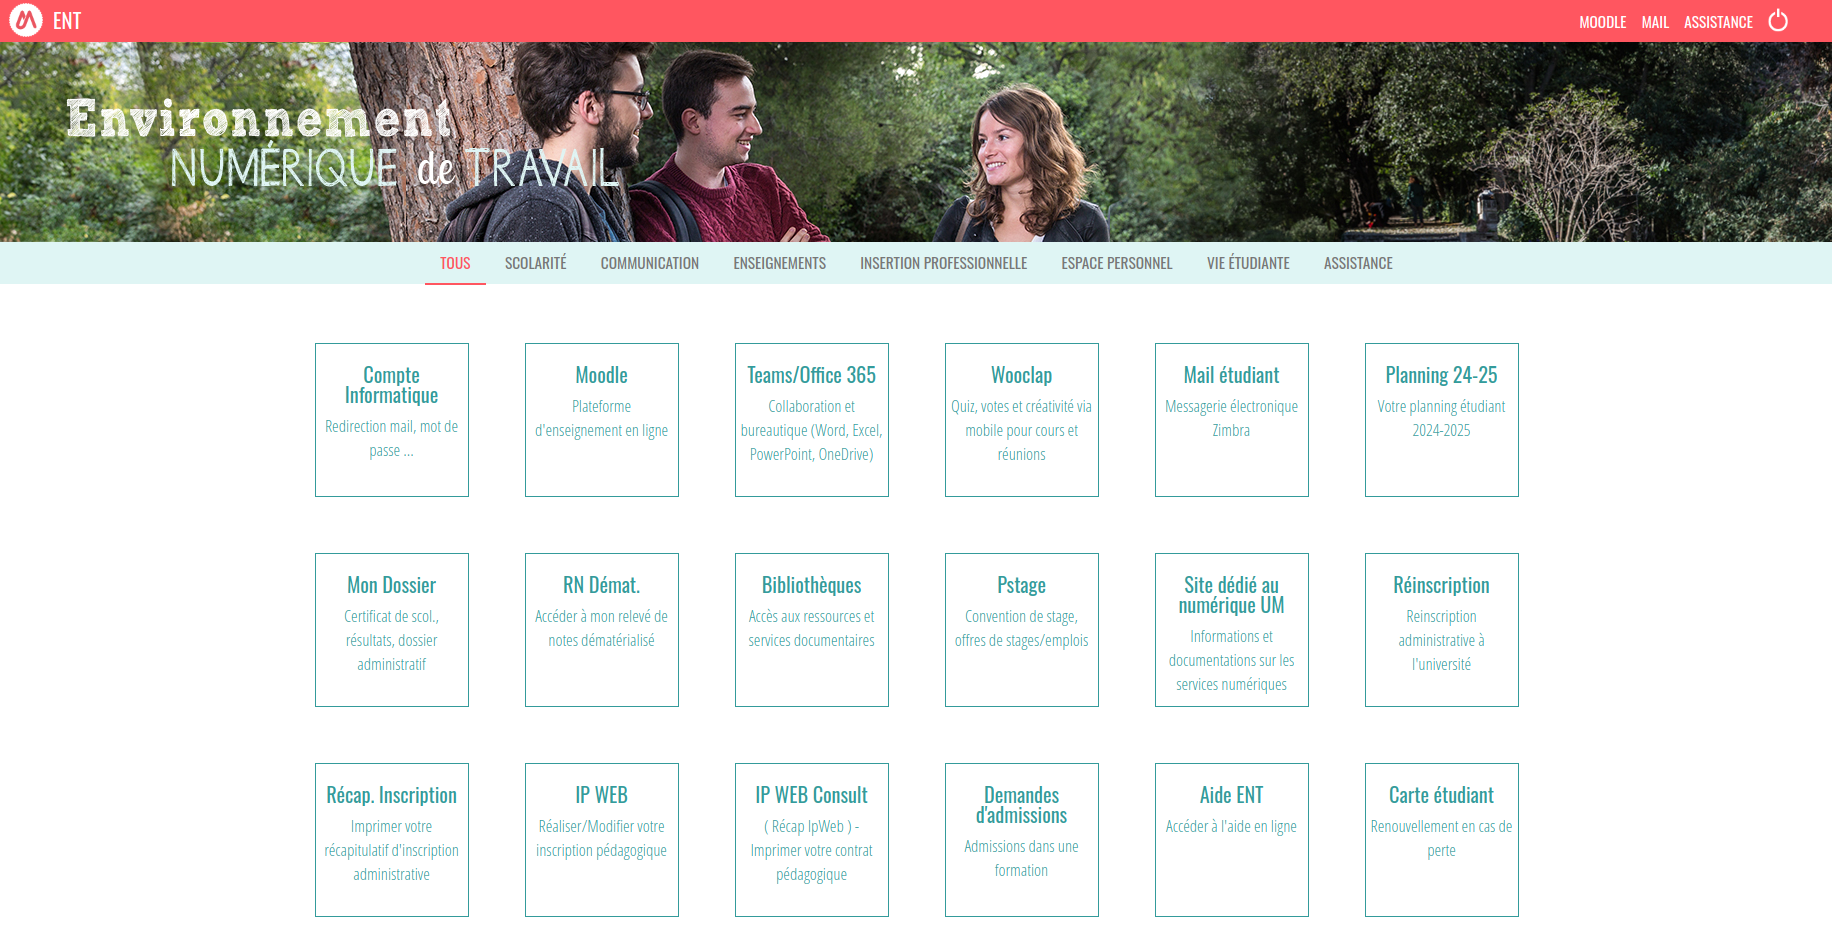 ENT
MOODLE MAIL ASSISTANCE
Environnement
NUMÉRIQUE de TRAVAIL
TOUS SCOLARITÉ COMMUNICATION ENSEIGNEMENTS INSERTION PROFESSIONNELLE ESPACE PERSONNEL VIE ÉTUDIANTE ASSISTANCE
Compte
Informatique
Redirection mail, mot de
passe ...
Moodle
Plateforme
d'enseignement en ligne
Teams/Office 365
Collaboration et
bureautique (Word, Excel,
PowerPoint, OneDrive)
Wooclap
Quiz, votes et créativité via
mobile pour cours et
réunions
Mail étudiant
Messagerie électronique
Zimbra
Planning 24-25
Votre planning étudiant
2024-2025
Mon Dossier
Certificat de scol.,
résultats, dossier
administratif
RN Démat.
Accéder à mon relevé de
notes dématérialisé
Bibliothèques
Accès aux ressources et
services documentaires
Pstage
Convention de stage,
offres de stages/emplois
Site dédié au
numérique UM
Informations et
documentations sur les
services numériques
Réinscription
Reinscription
administrative à
l'université
Récap. Inscription
Imprimer votre
récapitulatif d'inscription
administrative
IP WEB
Réaliser/Modifier votre
inscription pédagogique
IP WEB Consult
( Récap IpWeb ) -
Imprimer votre contrat
pédagogique
Demandes
d'admissions
Admissions dans une
formation
Aide ENT
Accéder à l'aide en ligne
Carte étudiant
Renouvellement en cas de
perte